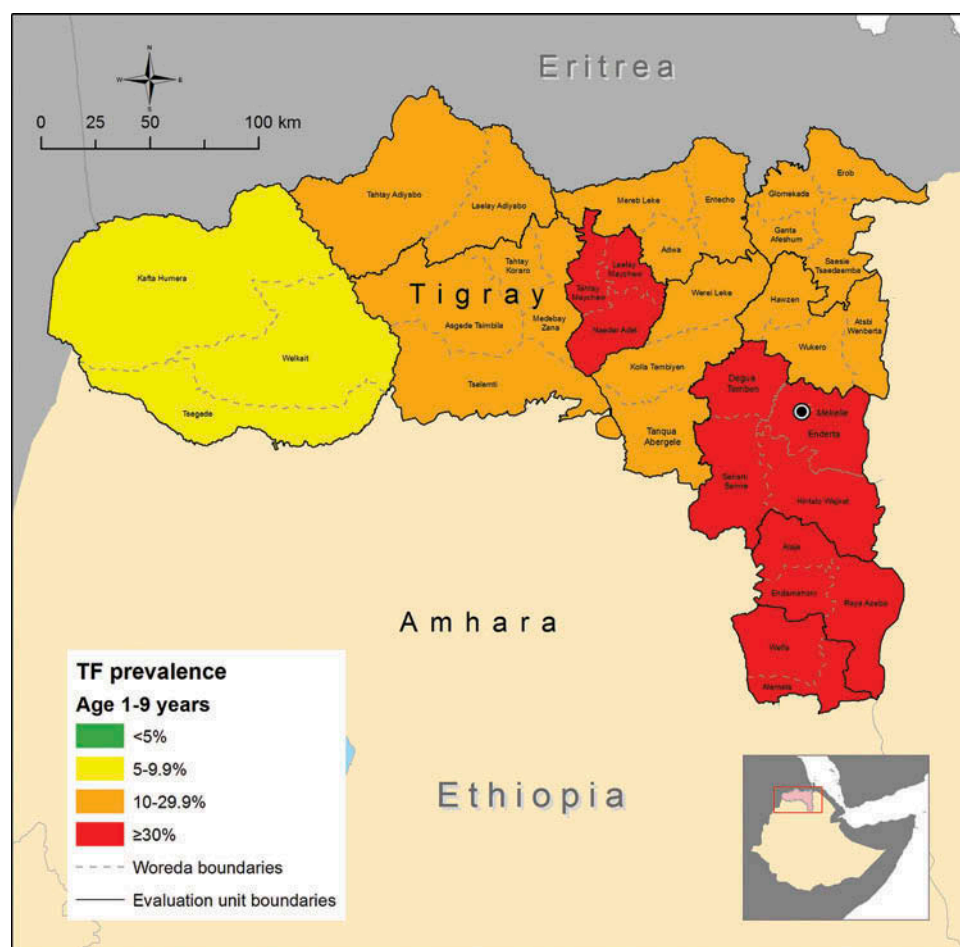 Eritrea
N
W
E
S
0 25 50 100 km
Erob
Tahtay Adiyabo
Laelay Adiyabo
Mereb Leke
Entecho
Glomekada
Ganta
Afeshum
Adwa
Saesie
Tsaedaemba
Kafta Humera
Tahtay
Koraro
Laelay
Maychew
Tahtay
Maychew
Werei Leke
Hawzen
Tigray
Asgede Tsimbila
Medebay
Zana
Naedar Adet
Atsbi
Wenberta
Wukero
Welkait
Kolla Tembiyen
Degua
Temben
Tselemti
Tsegede
Mekelle
Enderta
Tanqua
Abergele
Saharti
Samre
Hintalo Wajirat
Alaje
Endamehoni
Raya Azebo
Amhara
Alamata
TF prevalence
Age 1-9 years
<5%
5-9.9%
10-29.9%
≥30%
Woreda boundaries
Evaluation unit boundaries
Ethiopia